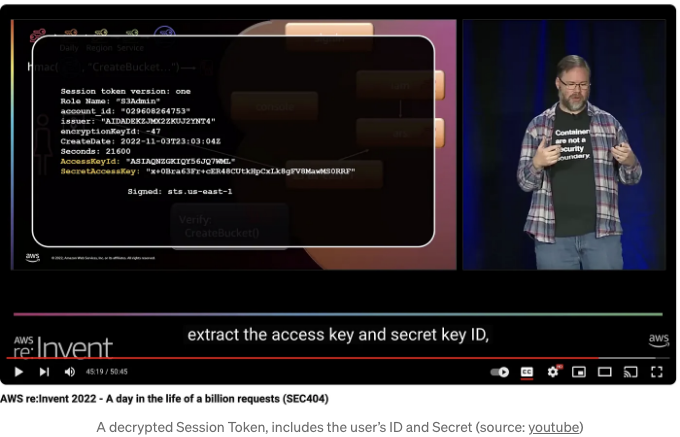 Daily Region Service
hmac( , "CreateBucket...")
Session token version: one
Role Name: "S3Admin"
account_id: "029608264753"
issuer: "AIDADEKZJMX2ZKUJ2YNT4"
encryptionKeyId: -47
CreateDate: 2022-11-03T23:03:04Z
Seconds: 21600
AccessKeyId: "ASIAQNZGKIQY56JQ7WML"
SecretAccessKey: "x+0Bra63Fr+cER48CUtkHpCxLk8gFV8MawMS0RRF"
Signed: sts.us-east-1
Verify:
CreateBucket()
aws
© 2022, Amazon Web Services, Inc. or its affiliates. All rights reserved.
Containers
are not a
security
boundary.
extract the access key and secret key ID,
AWS
re:Invent
aws
45:19 / 50:45
CC
AWS re:Invent 2022 - A day in the life of a billion requests (SEC404)
A decrypted Session Token, includes the user's ID and Secret (source: youtube)